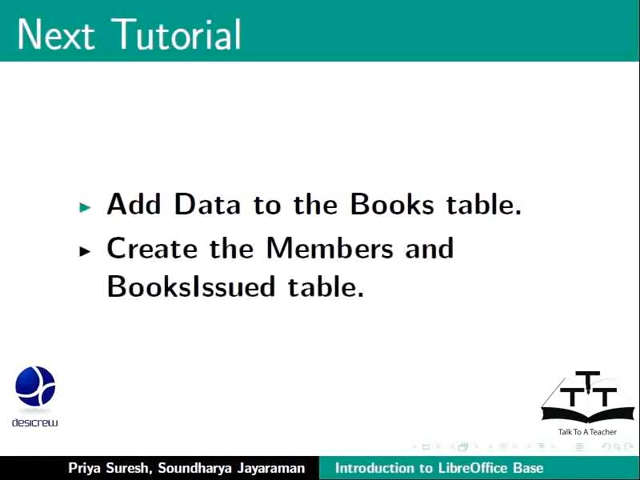 Next Tutorial
Add Data to the Books table.
Create the Members and
BooksIssued table.
desicrew
T T T
Talk To A Teacher
Priya Suresh, Soundharya Jayaraman
Introduction to LibreOffice Base